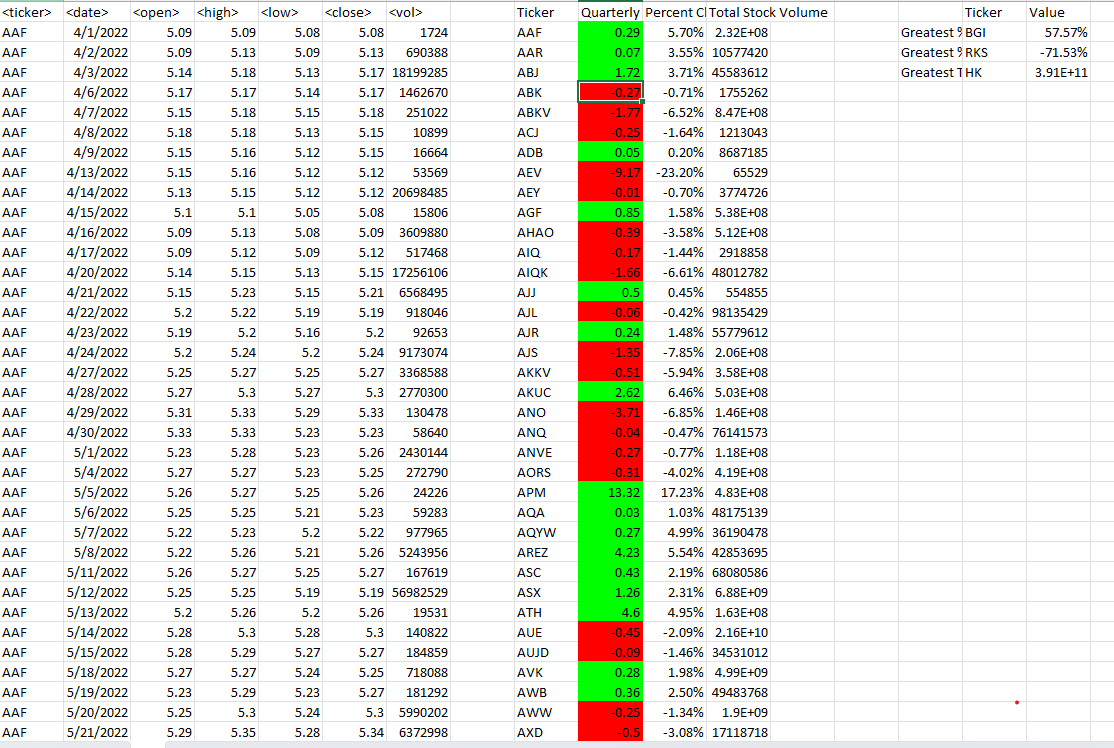 <ticker> <date> <open> <high> <low> <close> <vol> Ticker Quarterly Percent Cl Total Stock Volume Ticker Value
AAF 4/1/2022 5.09 5.09 5.08 5.08 1724 AAF 0.29 5.70% 2.32E+08 Greatest % BGI 57.57%
AAF 4/2/2022 5.09 5.13 5.09 5.13 690388 AAR 0.07 3.55% 10577420 Greatest % RKS -71.53%
AAF 4/3/2022 5.14 5.18 5.13 5.17 18199285 ABJ 1.72 3.71% 45583612 Greatest T HK 3.91E+11
AAF 4/6/2022 5.17 5.17 5.14 5.17 1462670 ABK -0.27 -0.71% 1755262
AAF 4/7/2022 5.15 5.18 5.15 5.18 251022 ABKV -1.77 -6.52% 8.47E+08
AAF 4/8/2022 5.18 5.18 5.13 5.15 10899 ACJ -0.25 -1.64% 1213043
AAF 4/9/2022 5.15 5.16 5.12 5.15 16664 ADB 0.05 0.20% 8687185
AAF 4/13/2022 5.15 5.16 5.12 5.12 53569 AEV -9.17 -23.20% 65529
AAF 4/14/2022 5.13 5.15 5.12 5.12 20698485 AEY -0.01 -0.70% 3774726
AAF 4/15/2022 5.1 5.1 5.05 5.08 15806 AGF 0.85 1.58% 5.38E+08
AAF 4/16/2022 5.09 5.13 5.08 5.09 3609880 AHAO -0.39 -3.58% 5.12E+08
AAF 4/17/2022 5.09 5.12 5.09 5.12 517468 AIQ -0.17 -1.44% 2918858
AAF 4/20/2022 5.14 5.15 5.13 5.15 17256106 AIQK -1.66 -6.61% 48012782
AAF 4/21/2022 5.15 5.23 5.15 5.21 6568495 AJJ 0.5 0.45% 554855
AAF 4/22/2022 5.2 5.22 5.19 5.19 918046 AJL -0.06 -0.42% 98135429
AAF 4/23/2022 5.19 5.2 5.16 5.2 92653 AJR 0.24 1.48% 55779612
AAF 4/24/2022 5.2 5.24 5.2 5.24 9173074 AJS -1.35 -7.85% 2.06E+08
AAF 4/27/2022 5.25 5.27 5.25 5.27 3368588 AKKV -0.51 -5.94% 3.58E+08
AAF 4/28/2022 5.27 5.3 5.27 5.3 2770300 AKUC 2.62 6.46% 5.03E+08
AAF 4/29/2022 5.31 5.33 5.29 5.33 130478 ANO -3.71 -6.85% 1.46E+08
AAF 4/30/2022 5.33 5.33 5.23 5.23 58640 ANQ -0.04 -0.47% 76141573
AAF 5/1/2022 5.23 5.28 5.23 5.26 2430144 ANVE -0.27 -0.77% 1.18E+08
AAF 5/4/2022 5.27 5.27 5.23 5.25 272790 AORS -0.31 -4.02% 4.19E+08
AAF 5/5/2022 5.26 5.27 5.25 5.26 24226 APM 13.32 17.23% 4.83E+08
AAF 5/6/2022 5.25 5.25 5.21 5.23 59283 AQA 0.03 1.03% 48175139
AAF 5/7/2022 5.22 5.23 5.2 5.22 977965 AQYW 0.27 4.99% 36190478
AAF 5/8/2022 5.22 5.26 5.21 5.26 5243956 AREZ 4.23 5.54% 42853695
AAF 5/11/2022 5.26 5.27 5.25 5.27 167619 ASC 0.43 2.19% 68080586
AAF 5/12/2022 5.25 5.25 5.19 5.19 56982529 ASX 1.26 2.31% 6.88E+09
AAF 5/13/2022 5.2 5.26 5.2 5.26 19531 ATH 4.6 4.95% 1.63E+08
AAF 5/14/2022 5.28 5.3 5.28 5.3 140822 AUE -0.45 -2.09% 2.16E+10
AAF 5/15/2022 5.28 5.29 5.27 5.27 184859 AUJD -0.09 -1.46% 34531012
AAF 5/18/2022 5.27 5.27 5.24 5.25 718088 AVK 0.28 1.98% 4.99E+09
AAF 5/19/2022 5.23 5.29 5.23 5.27 181292 AWB 0.36 2.50% 49483768
AAF 5/20/2022 5.25 5.3 5.24 5.3 5990202 AWW -0.25 -1.34% 1.9E+09
AAF 5/21/2022 5.29 5.35 5.28 5.34 6372998 AXD -0.5 -3.08% 17118718